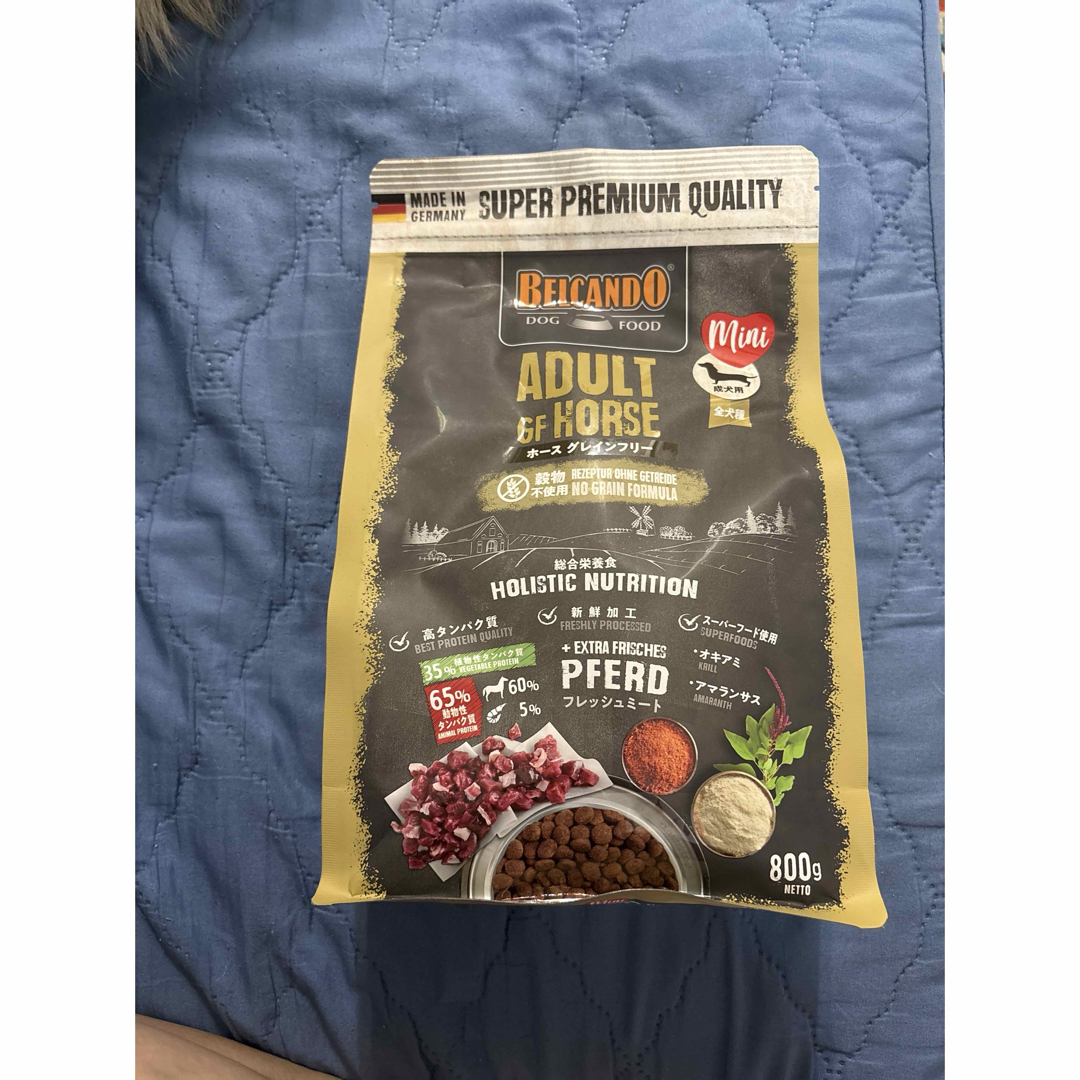 MADE IN
GERMANY
SUPER PREMIUM QUALITY
BELCANDO®
DOG FOOD
Mini
成犬用
全犬種
ADULT
GF HORSE
ホース グレインフリー
穀物
不使用
REZEPTUR OHNE GETREIDE
NO GRAIN FORMULA
総合栄養食
HOLISTIC NUTRITION
高タンパク質
BEST PROTEIN QUALITY
新鮮加工
FRESHLY PROCESSED
スーパーフード使用
SUPERFOODS
・オキアミ
KRILL
・アマランサス
AMARANTH
35% 植物性タンパク質
VEGETABLE PROTEIN
65%
動物性
タンパク質
ANIMAL PROTEIN
60%
5%
+ EXTRA FRISCHES
PFERD
フレッシュミート
800g
NETTO